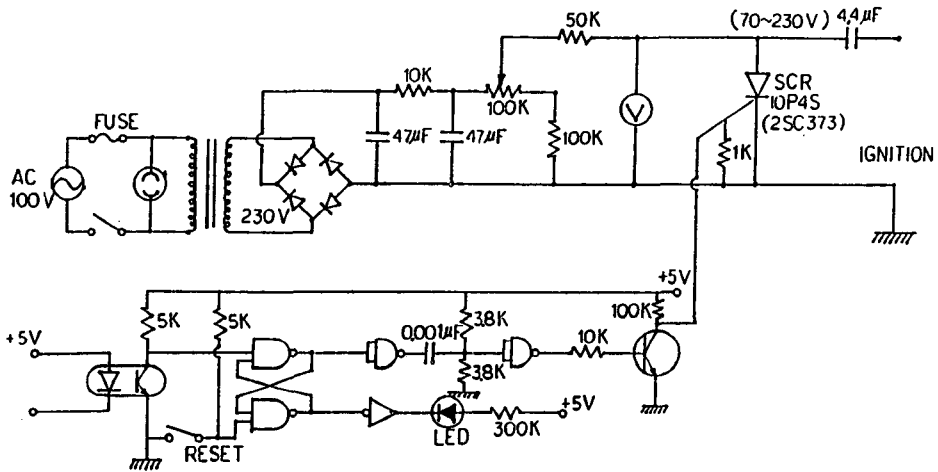 50K
(70~230V)
4.4µF
10K
100K
SCR
10P4S
(2SC373)
FUSE
47µF
47µF
100K
1K
IGNITION
AC
100V
230V
+5V
5K
5K
3.8K
100K
0.001µF
+5V
10K
3.8K
+5V
RESET
LED
300K